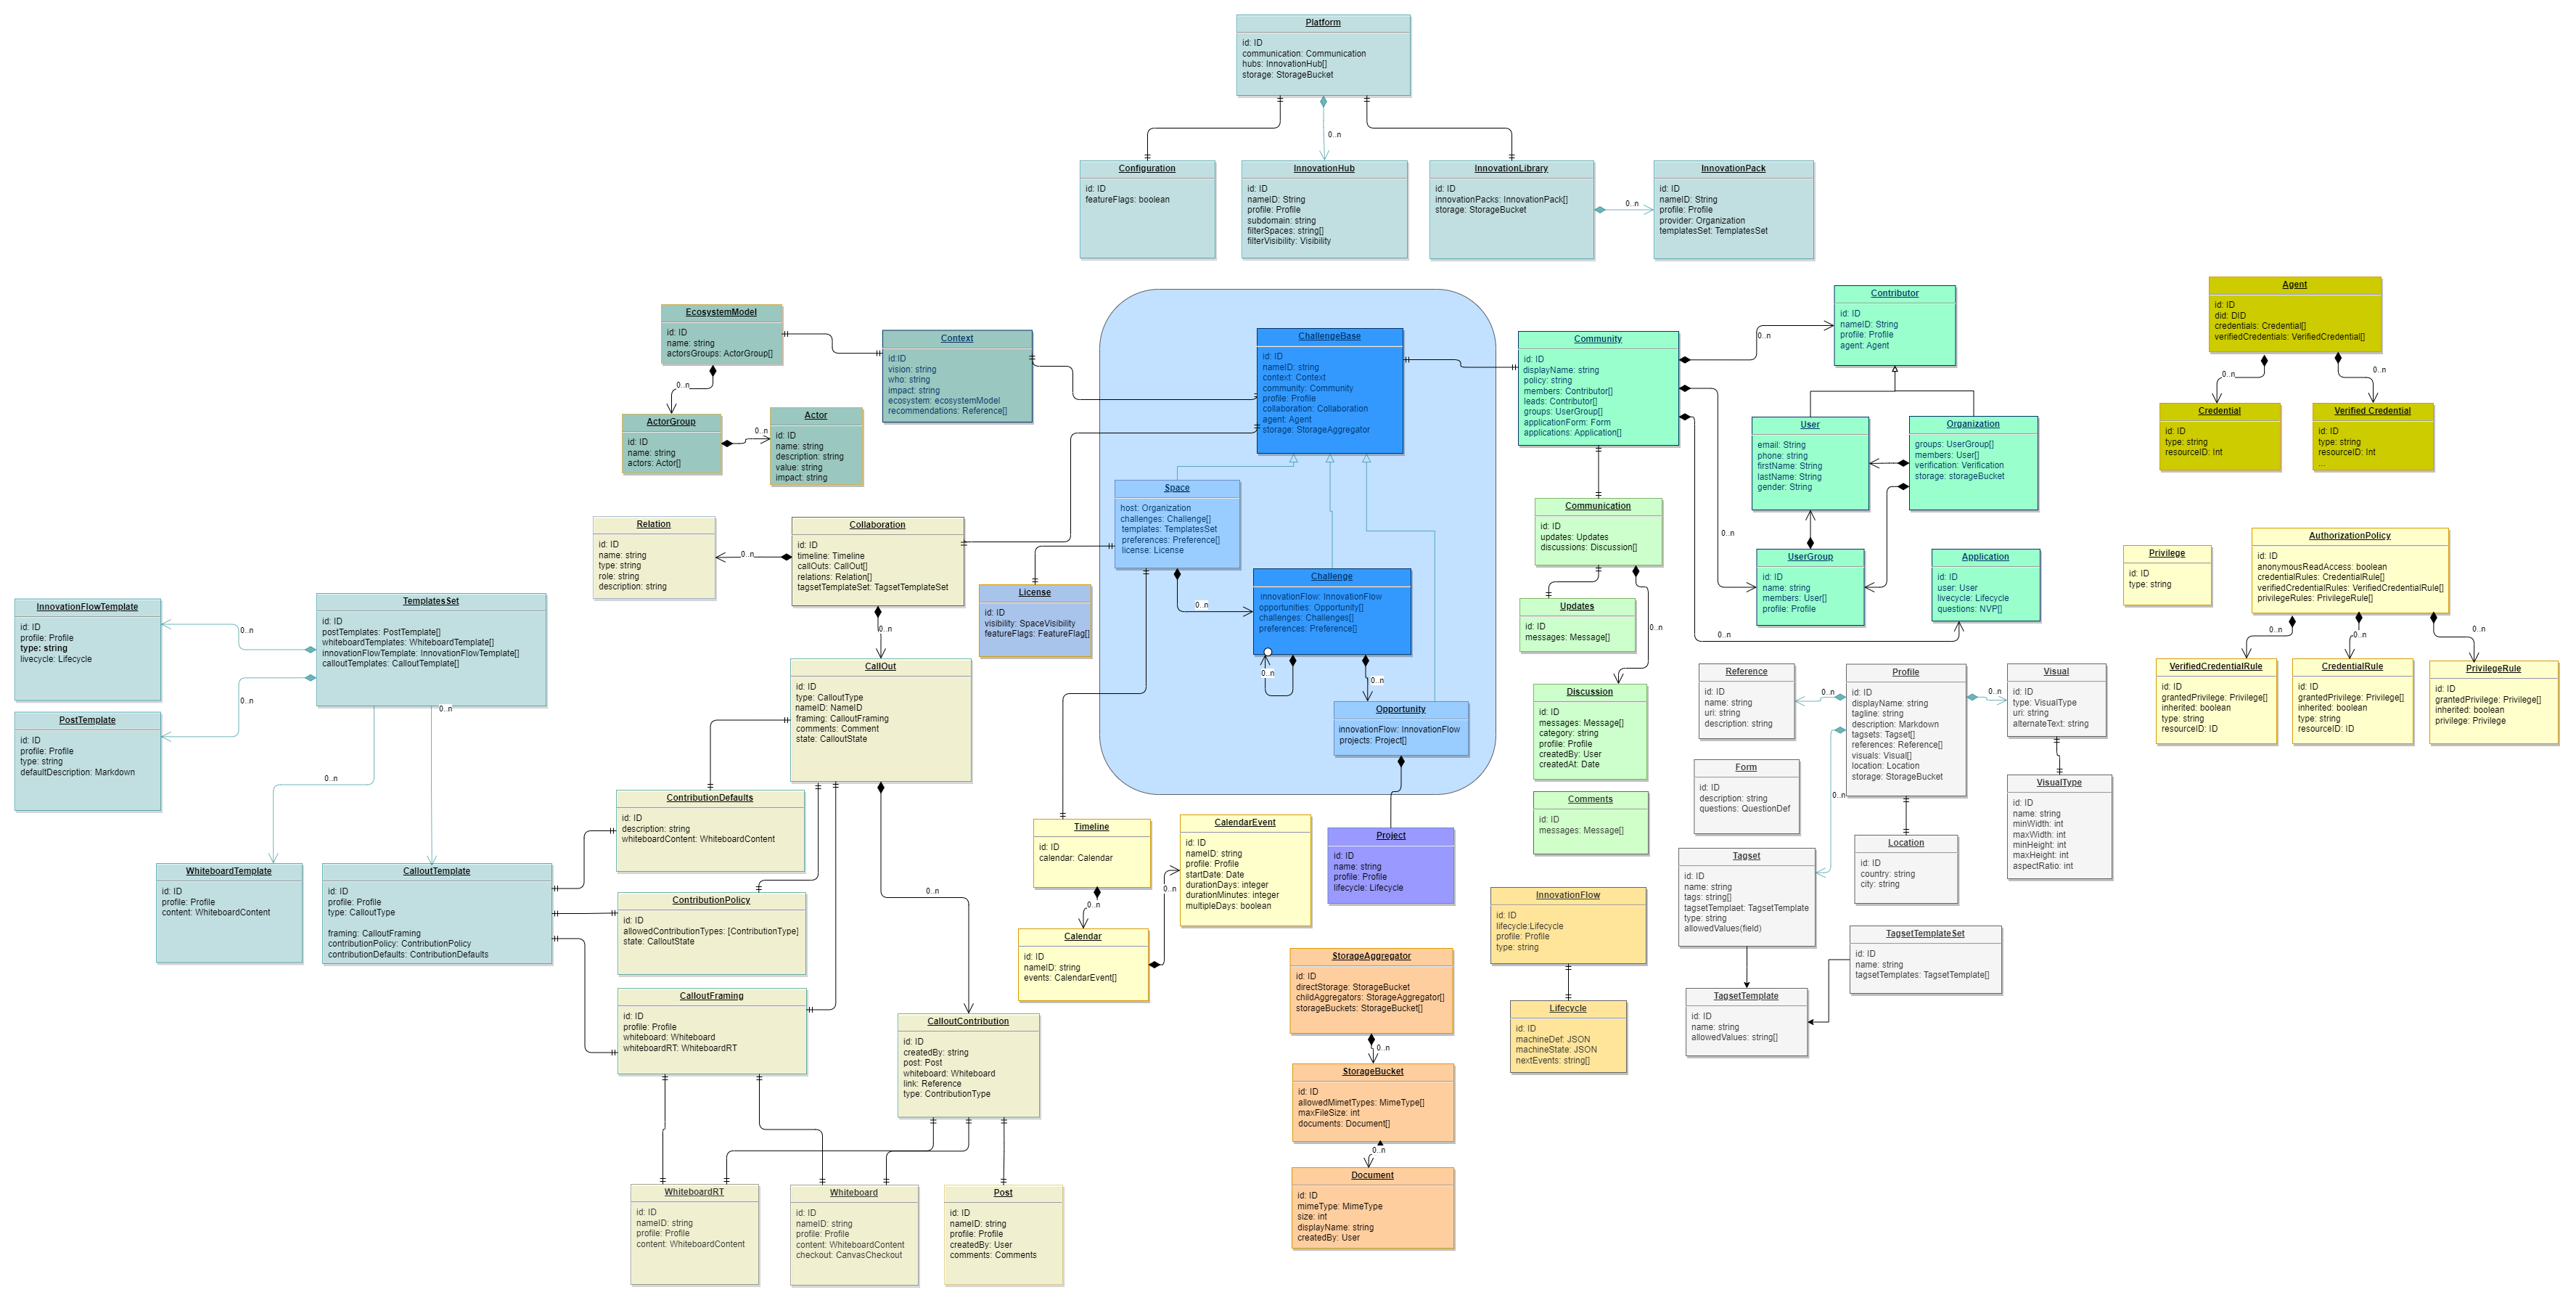 Platform
id: ID
communication: Communication
hubs: InnovationHub[]
storage: StorageBucket
0..n
Configuration
id: ID
featureFlags: boolean
InnovationHub
id: ID
nameID: String
profile: Profile
subdomain: string
filterSpaces: string[]
filterVisibility: Visibility
InnovationLibrary
id: ID
innovationPacks: InnovationPack[]
storage: StorageBucket
0..n
InnovationPack
id: ID
nameID: String
profile: Profile
provider: Organization
templatesSet: TemplatesSet
EcosystemModel
id: ID
name: string
actorsGroups: ActorGroup[]
0..n
ActorGroup
id: ID
name: string
actors: Actor[]
0..n
Actor
id: ID
name: string
description: string
value: string
impact: string
Context
id:ID
vision: string
who: string
impact: string
ecosystem: ecosystemModel
recommendations: Reference[]
ChallengeBase
id: ID
nameID: string
context: Context
community: Community
profile: Profile
collaboration: Collaboration
agent: Agent
storage: StorageAggregator
Space
host: Organization
challenges: Challenge[]
templates: TemplatesSet
preferences: Preference[]
license: License
0..n
Challenge
innovationFlow: InnovationFlow
opportunities: Opportunity[]
challenges: Challenges[]
preferences: Preference[]
0..n
0..n
Opportunity
innovationFlow: InnovationFlow
projects: Project[]
Project
id: ID
name: string
profile: Profile
lifecycle: Lifecycle
License
id: ID
visibility: SpaceVisibility
featureFlags: FeatureFlag[]
Community
id: ID
displayName: string
policy: string
members: Contributor[]
leads: Contributor[]
groups: UserGroup[]
applicationForm: Form
applications: Application[]
0..n
0..n
0..n
Contributor
id: ID
nameID: String
profile: Profile
agent: Agent
User
email: String
phone: string
firstName: String
lastName: String
gender: String
Organization
groups: UserGroup[]
members: User[]
verification: Verification
storage: storageBucket
UserGroup
id: ID
name: string
members: User[]
profile: Profile
Application
id: ID
user: User
livecycle: Lifecycle
questions: NVP[]
Communication
id: ID
updates: Updates
discussions: Discussion[]
0..n
Updates
id: ID
messages: Message[]
Discussion
id: ID
messages: Message[]
category: string
profile: Profile
createdBy: User
createdAt: Date
Comments
id: ID
messages: Message[]
Agent
id: ID
did: DID
credentials: Credential[]
verifiedCredentials: VerifiedCredential[]
0..n
0..n
Credential
id: ID
type: string
resourceID: Int
Verified Credential
id: ID
type: string
resourceID: Int
...
Privilege
id: ID
type: string
AuthorizationPolicy
id: ID
anonymousReadAccess: boolean
credentialRules: CredentialRule[]
verifiedCredentialRules: VerifiedCredentialRule[]
privilegeRules: PrivilegeRule[]
0..n
0..n
0..n
VerifiedCredentialRule
id: ID
grantedPrivilege: Privilege[]
inherited: boolean
type: string
resourceID: ID
CredentialRule
id: ID
grantedPrivilege: Privilege[]
inherited: boolean
type: string
resourceID: ID
PrivilegeRule
id: ID
grantedPrivilege: Privilege[]
inherited: boolean
privilege: Privilege
Relation
id: ID
name: string
type: string
role: string
description: string
0..n
Collaboration
id: ID
timeline: Timeline
callOuts: CallOut[]
relations: Relation[]
tagsetTemplateSet: TagsetTemplateSet
0..n
CallOut
id: ID
type: CalloutType
nameID: NameID
framing: CalloutFraming
comments: Comment
state: CalloutState
0..n
InnovationFlowTemplate
id: ID
profile: Profile
type: string
livecycle: Lifecycle
PostTemplate
id: ID
profile: Profile
type: string
defaultDescription: Markdown
TemplatesSet
id: ID
postTemplates: PostTemplate[]
whiteboardTemplates: WhiteboardTemplate[]
innovationFlowTemplate: InnovationFlowTemplate[]
calloutTemplates: CalloutTemplate[]
0..n
0..n
0..n
0..n
WhiteboardTemplate
id: ID
profile: Profile
content: WhiteboardContent
CalloutTemplate
id: ID
profile: Profile
type: CalloutType
framing: CalloutFraming
contributionPolicy: ContributionPolicy
contributionDefaults: ContributionDefaults
ContributionDefaults
id: ID
description: string
whiteboardContent: WhiteboardContent
ContributionPolicy
id: ID
allowedContributionTypes: [ContributionType]
state: CalloutState
CalloutFraming
id: ID
profile: Profile
whiteboard: Whiteboard
whiteboardRT: WhiteboardRT
CalloutContribution
id: ID
createdBy: string
post: Post
whiteboard: Whiteboard
link: Reference
type: ContributionType
WhiteboardRT
id: ID
nameID: string
profile: Profile
content: WhiteboardContent
Whiteboard
id: ID
nameID: string
profile: Profile
content: WhiteboardContent
checkout: CanvasCheckout
Post
id: ID
nameID: string
profile: Profile
createdBy: User
comments: Comments
Timeline
id: ID
calendar: Calendar
0..n
Calendar
id: ID
nameID: string
events: CalendarEvent[]
0..n
CalendarEvent
id: ID
nameID: string
profile: Profile
startDate: Date
durationDays: integer
durationMinutes: integer
multipleDays: boolean
StorageAggregator
id: ID
directStorage: StorageBucket
childAggregators: StorageAggregator[]
storageBuckets: StorageBucket[]
0..n
StorageBucket
id: ID
allowedMimetTypes: MimeType[]
maxFileSize: int
documents: Document[]
0..n
Document
id: ID
mimeType: MimeType
size: int
displayName: string
createdBy: User
InnovationFlow
id: ID
lifecycle:Lifecycle
profile: Profile
type: string
Lifecycle
id: ID
machineDef: JSON
machineState: JSON
nextEvents: string[]
Reference
id: ID
name: string
uri: string
description: string
0..n
Profile
id: ID
displayName: string
tagline: string
description: Markdown
tagsets: Tagset[]
references: Reference[]
visuals: Visual[]
location: Location
storage: StorageBucket
0..n
0..n
Visual
id: ID
type: VisualType
uri: string
alternateText: string
VisualType
id: ID
name: string
minWidth: int
maxWidth: int
minHeight: int
maxHeight: int
aspectRatio: int
Form
id: ID
description: string
questions: QuestionDef
Location
id: ID
country: string
city: string
Tagset
id: ID
name: string
tags: string[]
tagsetTemplaet: TagsetTemplate
type: string
allowedValues(field)
TagsetTemplateSet
id: ID
name: string
tagsetTemplates: TagsetTemplate[]
TagsetTemplate
id: ID
name: string
allowedValues: string[]